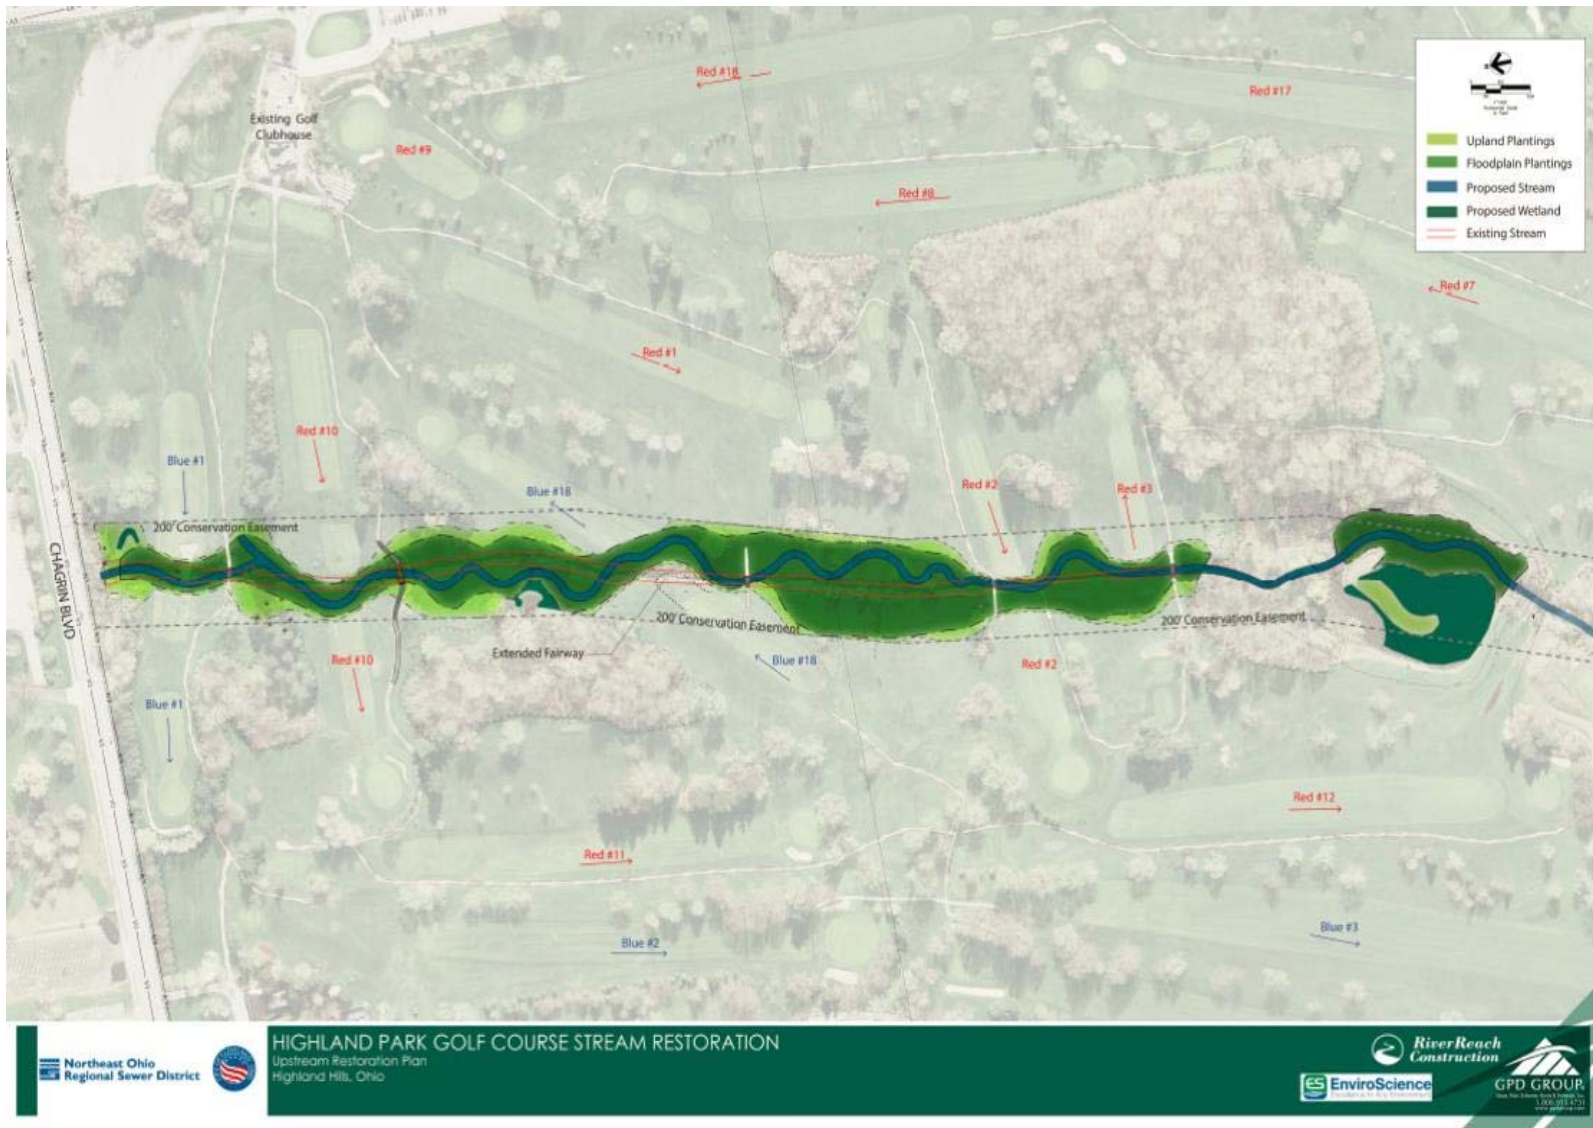 Red #18
Red #17
Existing Golf
Clubhouse
Red #9
Upland Plantings
Floodplain Plantings
Proposed Stream
Proposed Wetland
Existing Stream
Red #8
Red #7
Red #1
Red #10
Blue #1
Blue #18
Red #2
Red #3
200' Conservation Easement
CHAGRIN BLVD
200' Conservation Easement
200' Conservation Easement
Extended Fairway
Red #10
Blue #18
Red #2
Blue #1
Red #12
Red #11
Blue #2
Blue #3
Northeast Ohio
Regional Sewer District
HIGHLAND PARK GOLF COURSE STREAM RESTORATION
Upstream Restoration Plan
Highland Hills, Ohio
RiverReach
Construction
ES EnviroScience
GPD GROUP